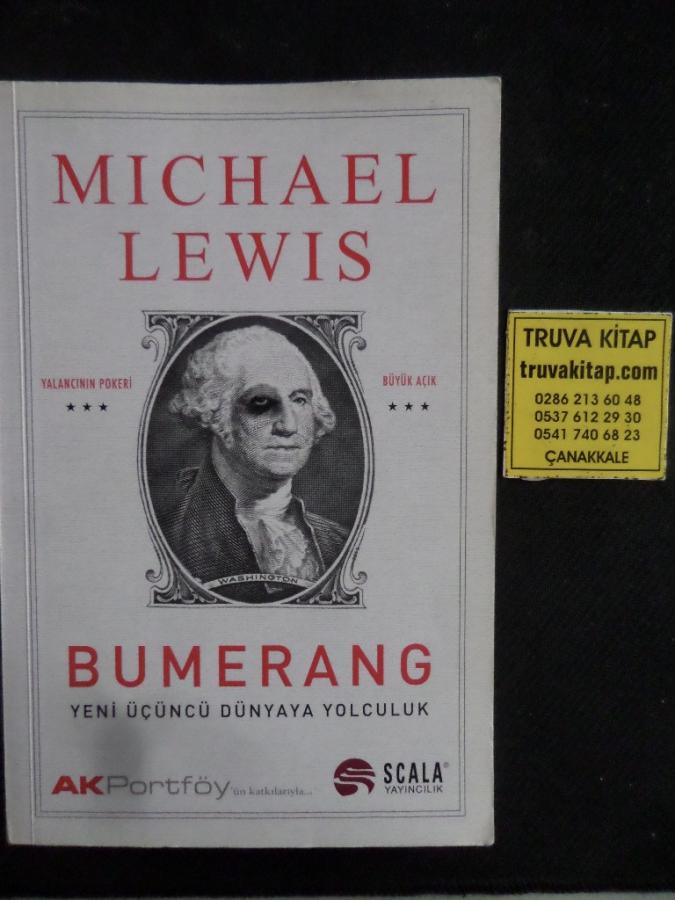 MICHAEL
LEWIS
YALANCININ POKERİ
★★★
BÜYÜK AÇIK
★★★
WASHINGTON
BUMERANG
YENİ ÜÇÜNCÜ DÜNYAYA YOLCULUK
AKPortföy'ün katkılarıyla...
SCALA®
YAYINCILIK
TRUVA KİTAP
truvakitap.com
0286 213 60 48
0537 612 29 30
0541 740 68 23
ÇANAKKALE